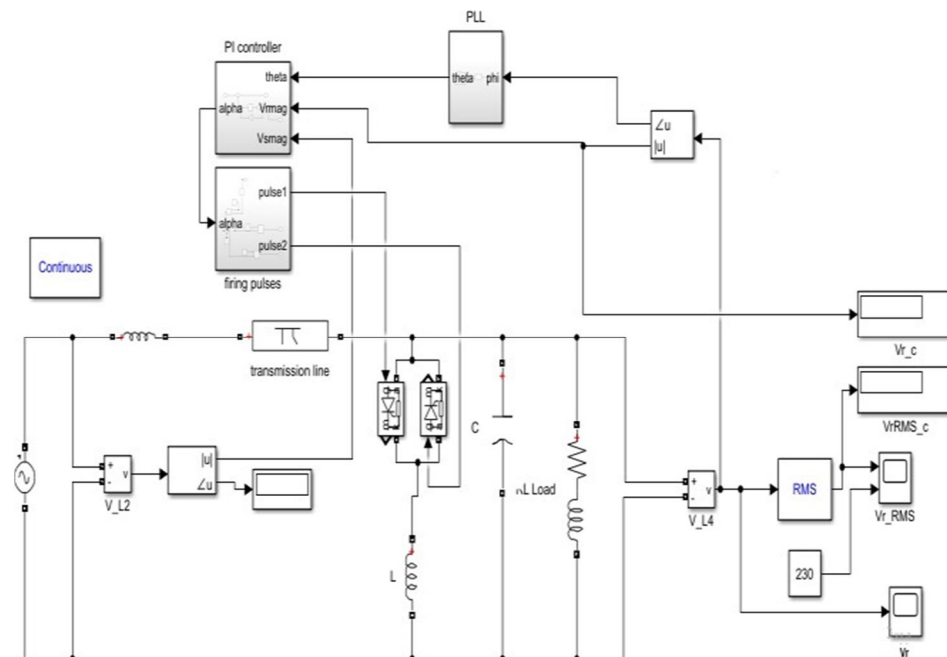 PLL
PI controller
theta
theta
phi
alpha
Vrmag
∠u
|u|
Vsmag
pulse1
alpha
pulse2
Continuous
firing pulses
Vr_c
transmission line
VrRMS_c
C
+
-
v
|u|
∠u
V_L2
RL Load
+
-
v
V_L4
RMS
Vr_RMS
L
230
Vr